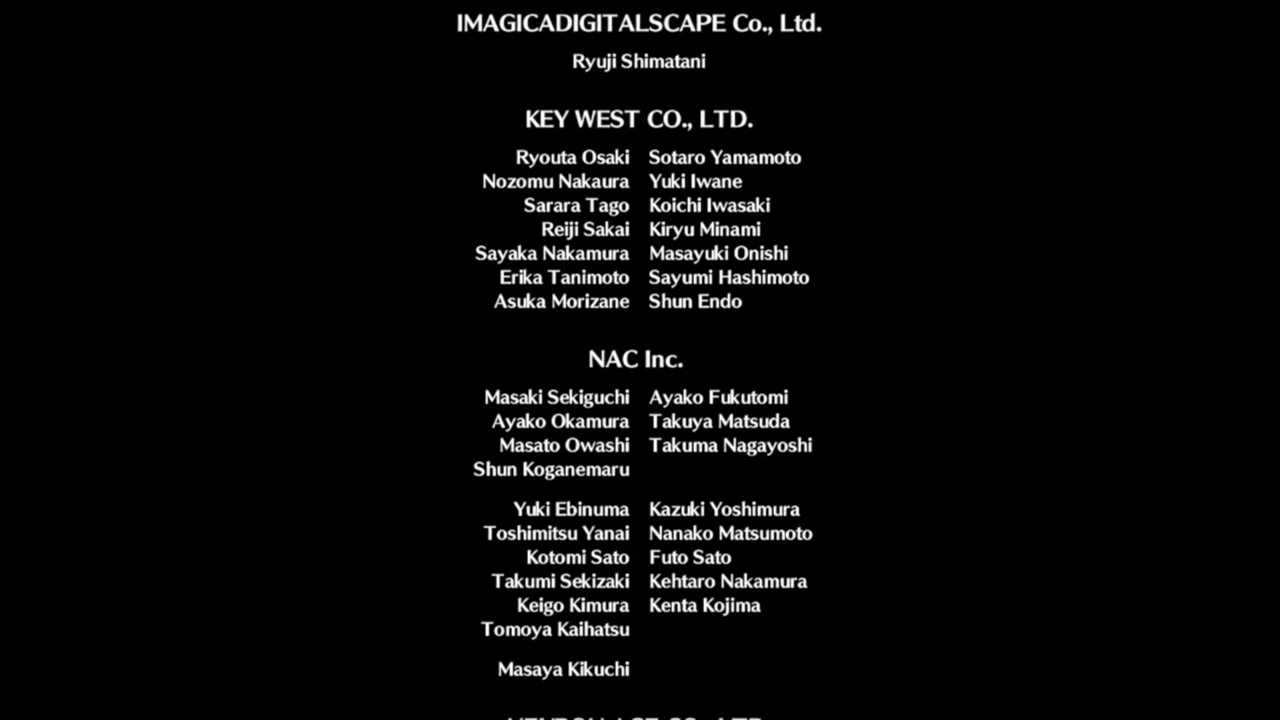 IMAGICADIGITALSCAPE Co., Ltd.
Ryuji Shimatani
KEY WEST CO., LTD.
Ryouta Osaki Sotaro Yamamoto
Nozomu Nakaura Yuki Iwane
Sarara Tago Koichi Iwasaki
Reiji Sakai Kiryu Minami
Sayaka Nakamura Masayuki Onishi
Erika Tanimoto Sayumi Hashimoto
Asuka Morizane Shun Endo
NAC Inc.
Masaki Sekiguchi Ayako Fukutomi
Ayako Okamura Takuya Matsuda
Masato Owashi Takuma Nagayoshi
Shun Koganemaru
Yuki Ebinuma Kazuki Yoshimura
Toshimitsu Yanai Nanako Matsumoto
Kotomi Sato Futo Sato
Takumi Sekizaki Kehtaro Nakamura
Keigo Kimura Kenta Kojima
Tomoya Kaihatsu
Masaya Kikuchi